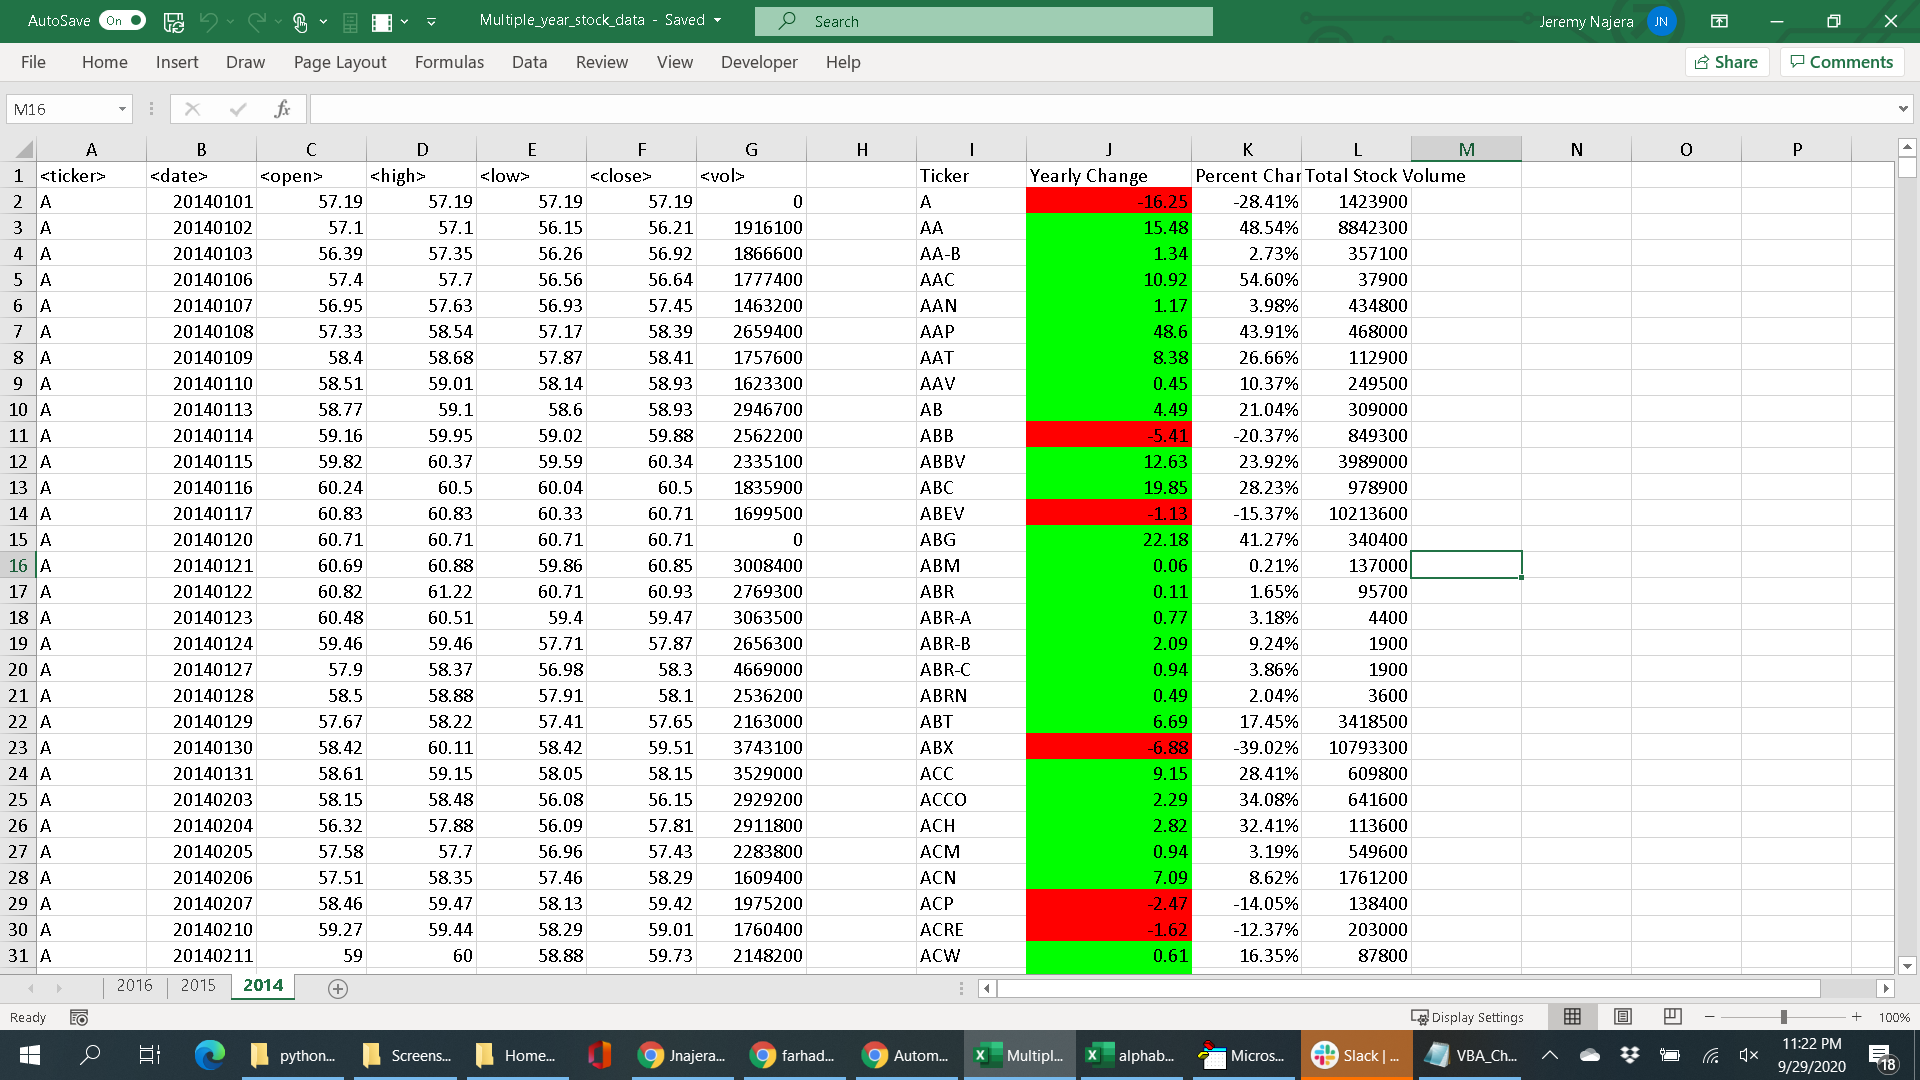 AutoSave On Multiple_year_stock_data - Saved Search Jeremy Najera JN
File Home Insert Draw Page Layout Formulas Data Review View Developer Help Share Comments
M16 fx
A B C D E F G H I J K L M N O P
1 <ticker> <date> <open> <high> <low> <close> <vol> Ticker Yearly Change Percent Char Total Stock Volume
2 A 20140101 57.19 57.19 57.19 57.19 0 A -16.25 -28.41% 1423900
3 A 20140102 57.1 57.1 56.15 56.21 1916100 AA 15.48 48.54% 8842300
4 A 20140103 56.39 57.35 56.26 56.92 1866600 AA-B 1.34 2.73% 357100
5 A 20140106 57.4 57.7 56.56 56.64 1777400 AAC 10.92 54.60% 37900
6 A 20140107 56.95 57.63 56.93 57.45 1463200 AAN 1.17 3.98% 434800
7 A 20140108 57.33 58.54 57.17 58.39 2659400 AAP 48.6 43.91% 468000
8 A 20140109 58.4 58.68 57.87 58.41 1757600 AAT 8.38 26.66% 112900
9 A 20140110 58.51 59.01 58.14 58.93 1623300 AAV 0.45 10.37% 249500
10 A 20140113 58.77 59.1 58.6 58.93 2946700 AB 4.49 21.04% 309000
11 A 20140114 59.16 59.95 59.02 59.88 2562200 ABB -5.41 -20.37% 849300
12 A 20140115 59.82 60.37 59.59 60.34 2335100 ABBV 12.63 23.92% 3989000
13 A 20140116 60.24 60.5 60.04 60.5 1835900 ABC 19.85 28.23% 978900
14 A 20140117 60.83 60.83 60.33 60.71 1699500 ABEV -1.13 -15.37% 10213600
15 A 20140120 60.71 60.71 60.71 60.71 0 ABG 22.18 41.27% 340400
16 A 20140121 60.69 60.88 59.86 60.85 3008400 ABM 0.06 0.21% 137000
17 A 20140122 60.82 61.22 60.71 60.93 2769300 ABR 0.11 1.65% 95700
18 A 20140123 60.48 60.51 59.4 59.47 3063500 ABR-A 0.77 3.18% 4400
19 A 20140124 59.46 59.46 57.71 57.87 2656300 ABR-B 2.09 9.24% 1900
20 A 20140127 57.9 58.37 56.98 58.3 4669000 ABR-C 0.94 3.86% 1900
21 A 20140128 58.5 58.88 57.91 58.1 2536200 ABRN 0.49 2.04% 3600
22 A 20140129 57.67 58.22 57.41 57.65 2163000 ABT 6.69 17.45% 3418500
23 A 20140130 58.42 60.11 58.42 59.51 3743100 ABX -6.88 -39.02% 10793300
24 A 20140131 58.61 59.15 58.05 58.15 3529000 ACC 9.15 28.41% 609800
25 A 20140203 58.15 58.48 56.08 56.15 2929200 ACCO 2.29 34.08% 641600
26 A 20140204 56.32 57.88 56.09 57.81 2911800 ACH 2.82 32.41% 113600
27 A 20140205 57.58 57.7 56.96 57.43 2283800 ACM 0.94 3.19% 549600
28 A 20140206 57.51 58.35 57.46 58.29 1609400 ACN 7.09 8.62% 1761200
29 A 20140207 58.46 59.47 58.13 59.42 1975200 ACP -2.47 -14.05% 138400
30 A 20140210 59.27 59.44 58.29 59.01 1760400 ACRE -1.62 -12.37% 203000
31 A 20140211 59 60 58.88 59.73 2148200 ACW 0.61 16.35% 87800
2016 2015 2014
Ready Display Settings 100%
python... Screens... Home... Jnajera... farhad... Autom... Multipl... alphab... Micros... Slack | ... VBA_Ch... 11:22 PM
9/29/2020 18